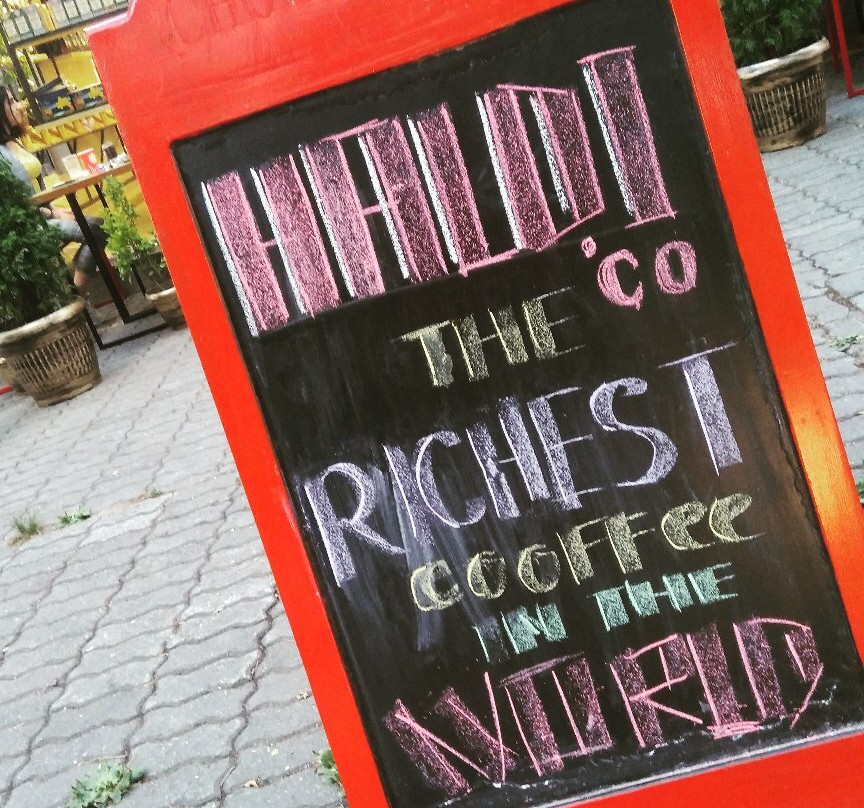 HALDI
'CO
THE
RICHEST
COOFFEE
IN THE
WORLD